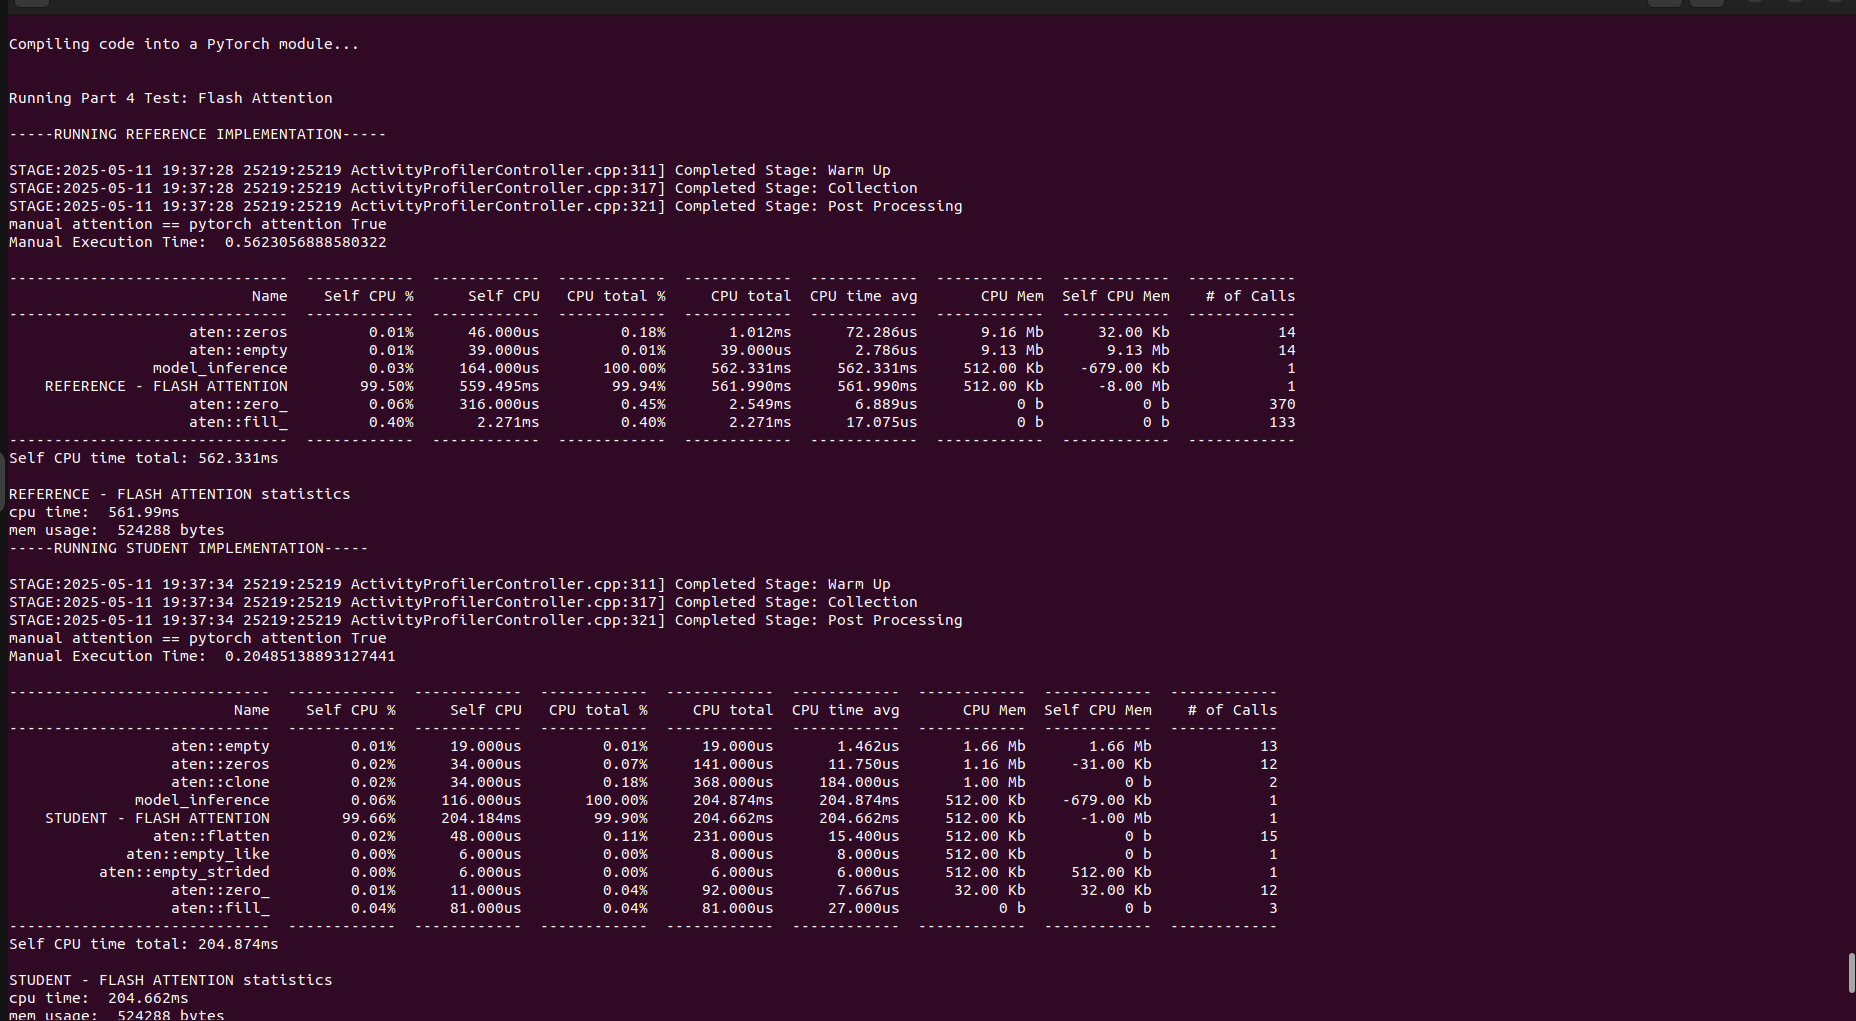 Compiling code into a PyTorch module...
Running Part 4 Test: Flash Attention
-----RUNNING REFERENCE IMPLEMENTATION-----
STAGE:2025-05-11 19:37:28 25219:25219 ActivityProfilerController.cpp:311] Completed Stage: Warm Up
STAGE:2025-05-11 19:37:28 25219:25219 ActivityProfilerController.cpp:317] Completed Stage: Collection
STAGE:2025-05-11 19:37:28 25219:25219 ActivityProfilerController.cpp:321] Completed Stage: Post Processing
manual attention == pytorch attention True
Manual Execution Time:  0.5623056888580322
-------------------------------  ------------  ------------  ------------  ------------  ------------  ------------  ------------  ------------
Name  Self CPU %  Self CPU  CPU total %  CPU total  CPU time avg  CPU Mem  Self CPU Mem  # of Calls
-------------------------------  ------------  ------------  ------------  ------------  ------------  ------------  ------------  ------------
aten::zeros  0.01%  46.000us  0.18%  1.012ms  72.286us  9.16 Mb  32.00 Kb  14
aten::empty  0.01%  39.000us  0.01%  39.000us  2.786us  9.13 Mb  9.13 Mb  14
model_inference  0.03%  164.000us  100.00%  562.331ms  562.331ms  512.00 Kb  -679.00 Kb  1
REFERENCE - FLASH ATTENTION  99.50%  559.495ms  99.94%  561.990ms  561.990ms  512.00 Kb  -8.00 Mb  1
aten::zero_  0.06%  316.000us  0.45%  2.549ms  6.889us  0 b  0 b  370
aten::fill_  0.40%  2.271ms  0.40%  2.271ms  17.075us  0 b  0 b  133
-------------------------------  ------------  ------------  ------------  ------------  ------------  ------------  ------------  ------------
Self CPU time total: 562.331ms
REFERENCE - FLASH ATTENTION statistics
cpu time:  561.99ms
mem usage:  524288 bytes
-----RUNNING STUDENT IMPLEMENTATION-----
STAGE:2025-05-11 19:37:34 25219:25219 ActivityProfilerController.cpp:311] Completed Stage: Warm Up
STAGE:2025-05-11 19:37:34 25219:25219 ActivityProfilerController.cpp:317] Completed Stage: Collection
STAGE:2025-05-11 19:37:34 25219:25219 ActivityProfilerController.cpp:321] Completed Stage: Post Processing
manual attention == pytorch attention True
Manual Execution Time:  0.20485138893127441
-----------------------------  ------------  ------------  ------------  ------------  ------------  ------------  ------------  ------------
Name  Self CPU %  Self CPU  CPU total %  CPU total  CPU time avg  CPU Mem  Self CPU Mem  # of Calls
-----------------------------  ------------  ------------  ------------  ------------  ------------  ------------  ------------  ------------
aten::empty  0.01%  19.000us  0.01%  19.000us  1.462us  1.66 Mb  1.66 Mb  13
aten::zeros  0.02%  34.000us  0.07%  141.000us  11.750us  1.16 Mb  -31.00 Kb  12
aten::clone  0.02%  34.000us  0.18%  368.000us  184.000us  1.00 Mb  0 b  2
model_inference  0.06%  116.000us  100.00%  204.874ms  204.874ms  512.00 Kb  -679.00 Kb  1
STUDENT - FLASH ATTENTION  99.66%  204.184ms  99.90%  204.662ms  204.662ms  512.00 Kb  -1.00 Mb  1
aten::flatten  0.02%  48.000us  0.11%  231.000us  15.400us  512.00 Kb  0 b  15
aten::empty_like  0.00%  6.000us  0.00%  8.000us  8.000us  512.00 Kb  0 b  1
aten::empty_strided  0.00%  6.000us  0.00%  6.000us  6.000us  512.00 Kb  512.00 Kb  1
aten::zero_  0.01%  11.000us  0.04%  92.000us  7.667us  32.00 Kb  32.00 Kb  12
aten::fill_  0.04%  81.000us  0.04%  81.000us  27.000us  0 b  0 b  3
-----------------------------  ------------  ------------  ------------  ------------  ------------  ------------  ------------  ------------
Self CPU time total: 204.874ms
STUDENT - FLASH ATTENTION statistics
cpu time:  204.662ms
mem usage:  524288 bytes